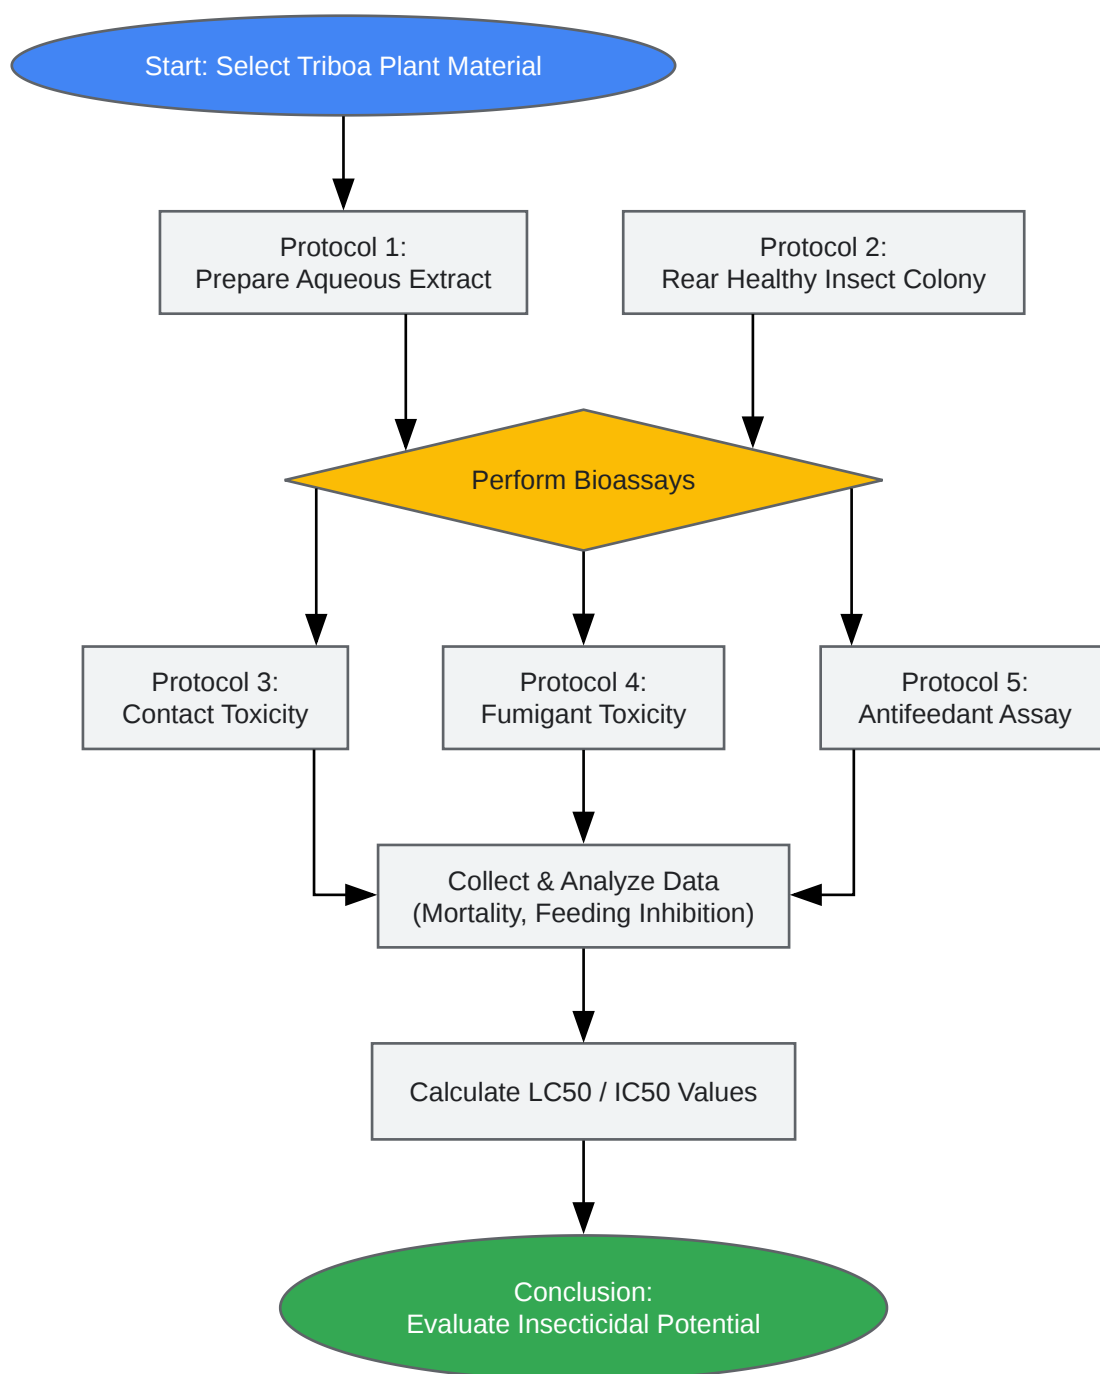 Start: Select Triboa Plant Material
Protocol 1:
Prepare Aqueous Extract
Protocol 2:
Rear Healthy Insect Colony
Perform Bioassays
Protocol 3:
Contact Toxicity
Protocol 4:
Fumigant Toxicity
Protocol 5:
Antifeedant Assay
Collect & Analyze Data
(Mortality, Feeding Inhibition)
Calculate LC50 / IC50 Values
Conclusion:
Evaluate Insecticidal Potential